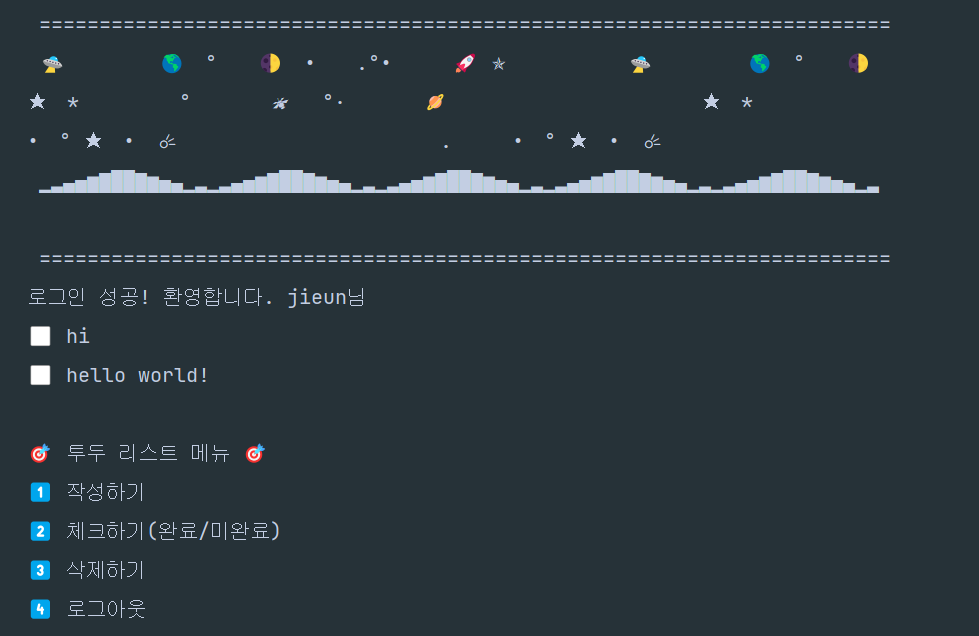 =======================================================================
🛸 🌎 ° 🌓 • .°• 🚀 ✯ 🛸 🌎 ° 🌓
★ * ° 🛰 °· 🪐 ★ *
• ° ★ • ☄ . • ° ★ • ☄
▁▂▃▄▅▆▇▇▆▅▄▃▁▂▁▂▃▄▅▆▇▇▆▅▄▃▁▂▁▂▃▄▅▆▇▇▆▅▄▃▁▂▁▂▃▄▅▆▇▇▆▅▄▃▁▂▁▂▃▄▅▆▇▇▆▅▄▃▁▂
=======================================================================
로그인 성공! 환영합니다. jieun님
⬜ hi
⬜ hello world!
🎯 투두 리스트 메뉴 🎯
1️⃣ 작성하기
2️⃣ 체크하기(완료/미완료)
3️⃣ 삭제하기
4️⃣ 로그아웃